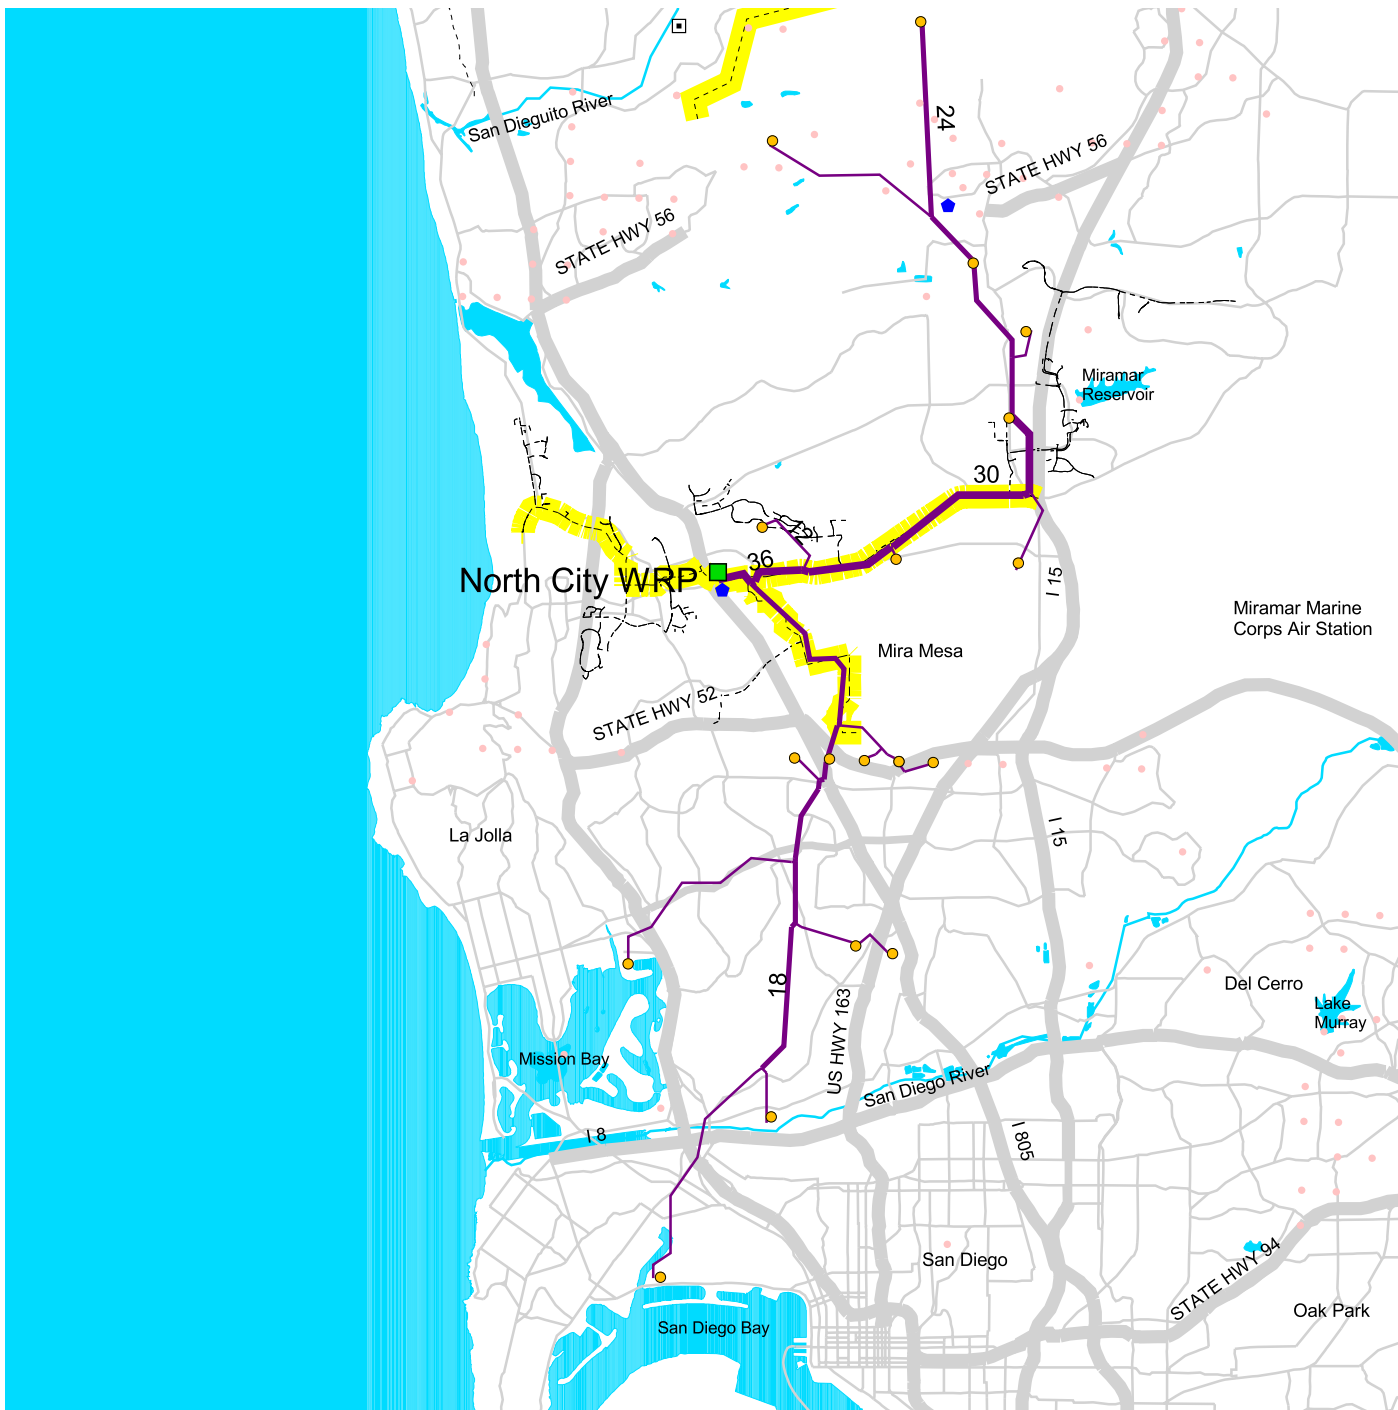 San Dieguito River
24
STATE HWY 56
STATE HWY 56
Miramar
Reservoir
30
36
12
North City WRP
I 15
Miramar Marine
Corps Air Station
Mira Mesa
STATE HWY 52
La Jolla
I 15
18
US HWY 163
Del Cerro
Lake
Murray
Mission Bay
San Diego River
I 8
I 805
San Diego
STATE HWY 94
Oak Park
San Diego Bay